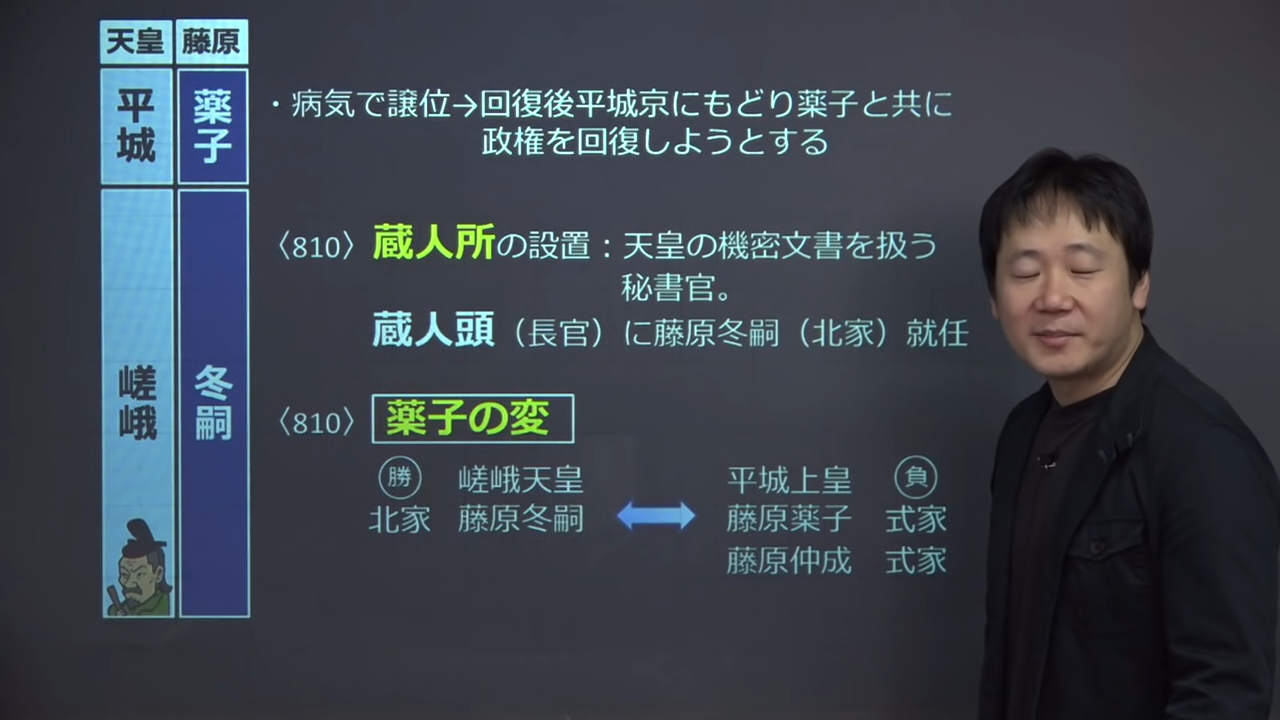 天皇 藤原
平城
薬子
・病気で譲位→回復後平城京にもどり薬子と共に
政権を回復しようとする
嵯峨
冬嗣
〈810〉蔵人所の設置：天皇の機密文書を扱う
秘書官。
蔵人頭（長官）に藤原冬嗣（北家）就任
〈810〉薬子の変
勝 嵯峨天皇 平城上皇 負
北家 藤原冬嗣 藤原薬子 式家
藤原仲成 式家